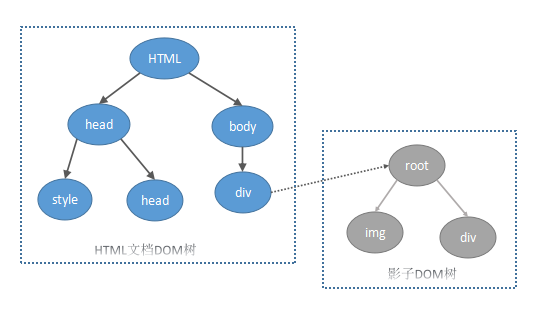 HTML
head
body
style
head
div
HTML文档DOM树
root
img
div
影子DOM树